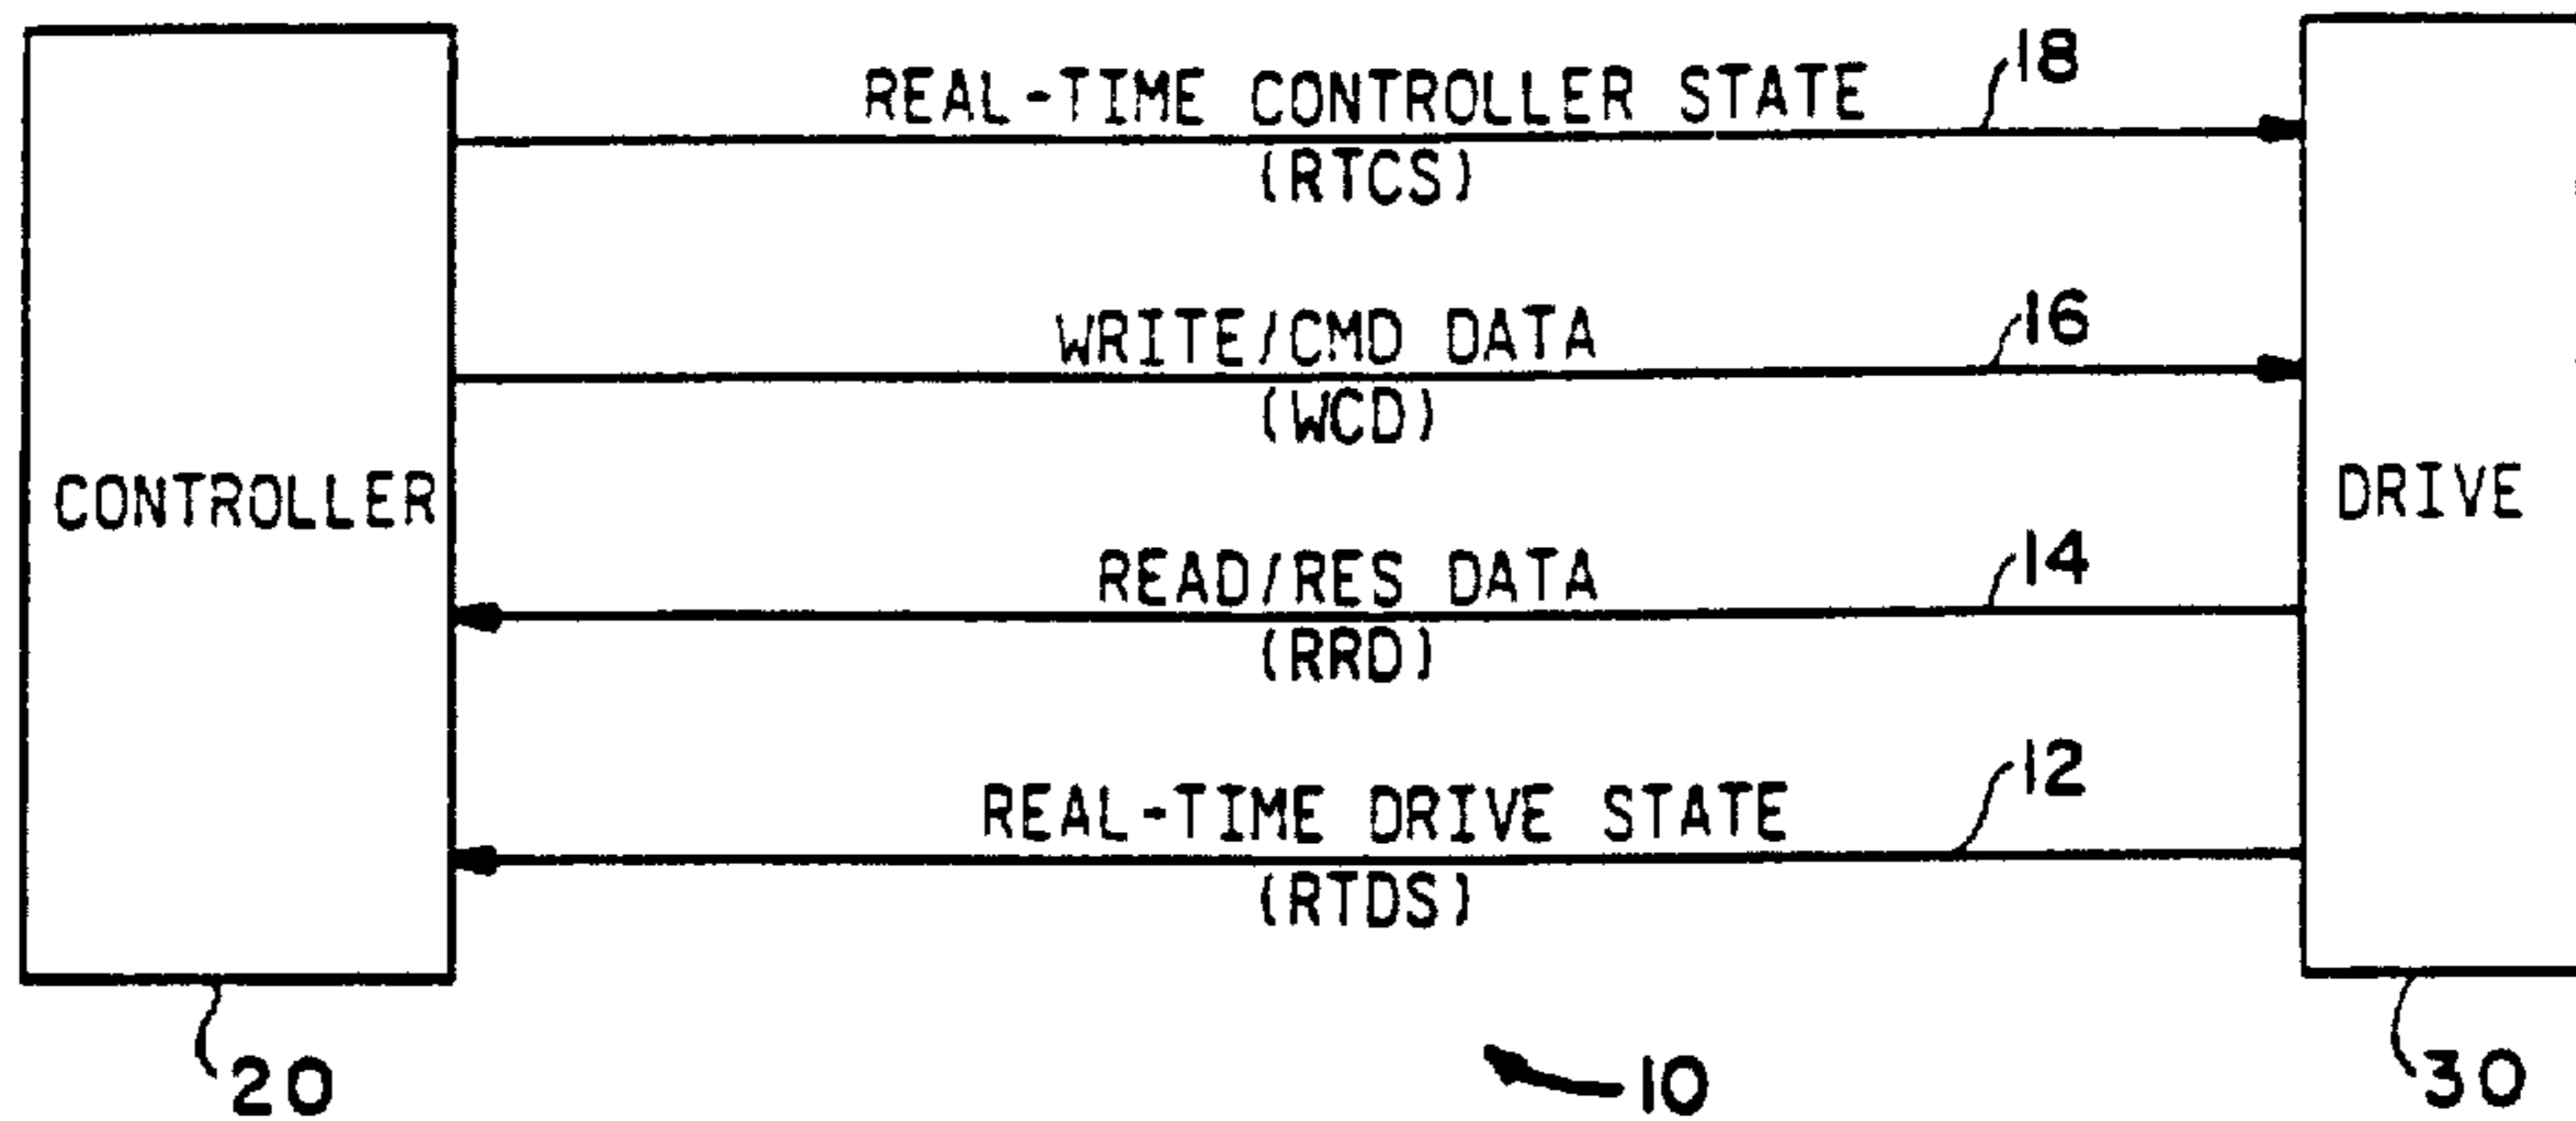 REAL-TIME CONTROLLER STATE
18
(RTCS)
WRITE/CMD DATA
16
(WCD)
CONTROLLER
DRIVE
READ/RES DATA
14
(RRD)
REAL-TIME DRIVE STATE
12
(RTDS)
20
10
30